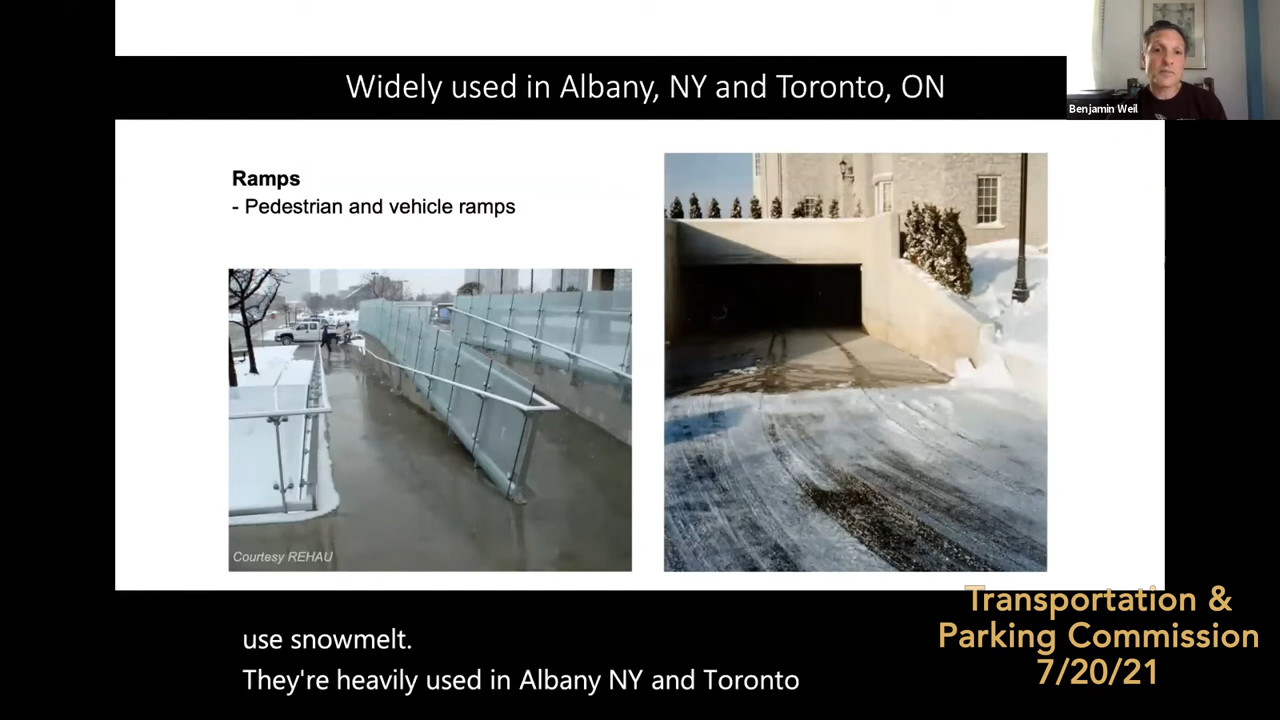 Widely used in Albany, NY and Toronto, ON
Benjamin Weil
Ramps
- Pedestrian and vehicle ramps
Courtesy REHAU
use snowmelt.
They're heavily used in Albany NY and Toronto
Transportation &
Parking Commission
7/20/21